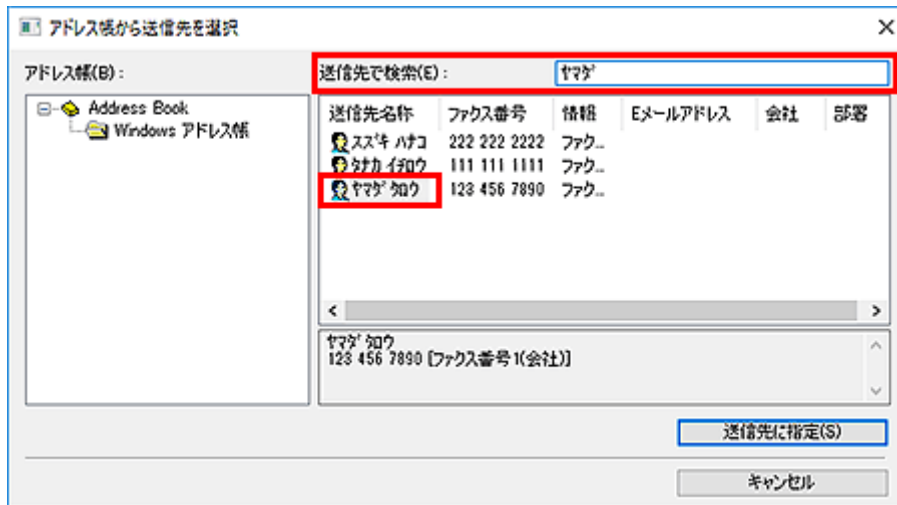 アドレス帳から送信先を選択
アドレス帳(B) :
送信先で検索(E) :
ﾔﾏﾀﾞ
Address Book
Windows アドレス帳
送信先名称 ファクス番号 情報 Eメールアドレス 会社 部署
スズキ ハナコ 222 222 2222 ファク...
タナカ イチロウ 111 111 1111 ファク...
ヤマダ タロウ 123 456 7890 ファク...
ヤマダ タロウ
123 456 7890 [ファクス番号1(会社)]
送信先に指定(S)
キャンセル